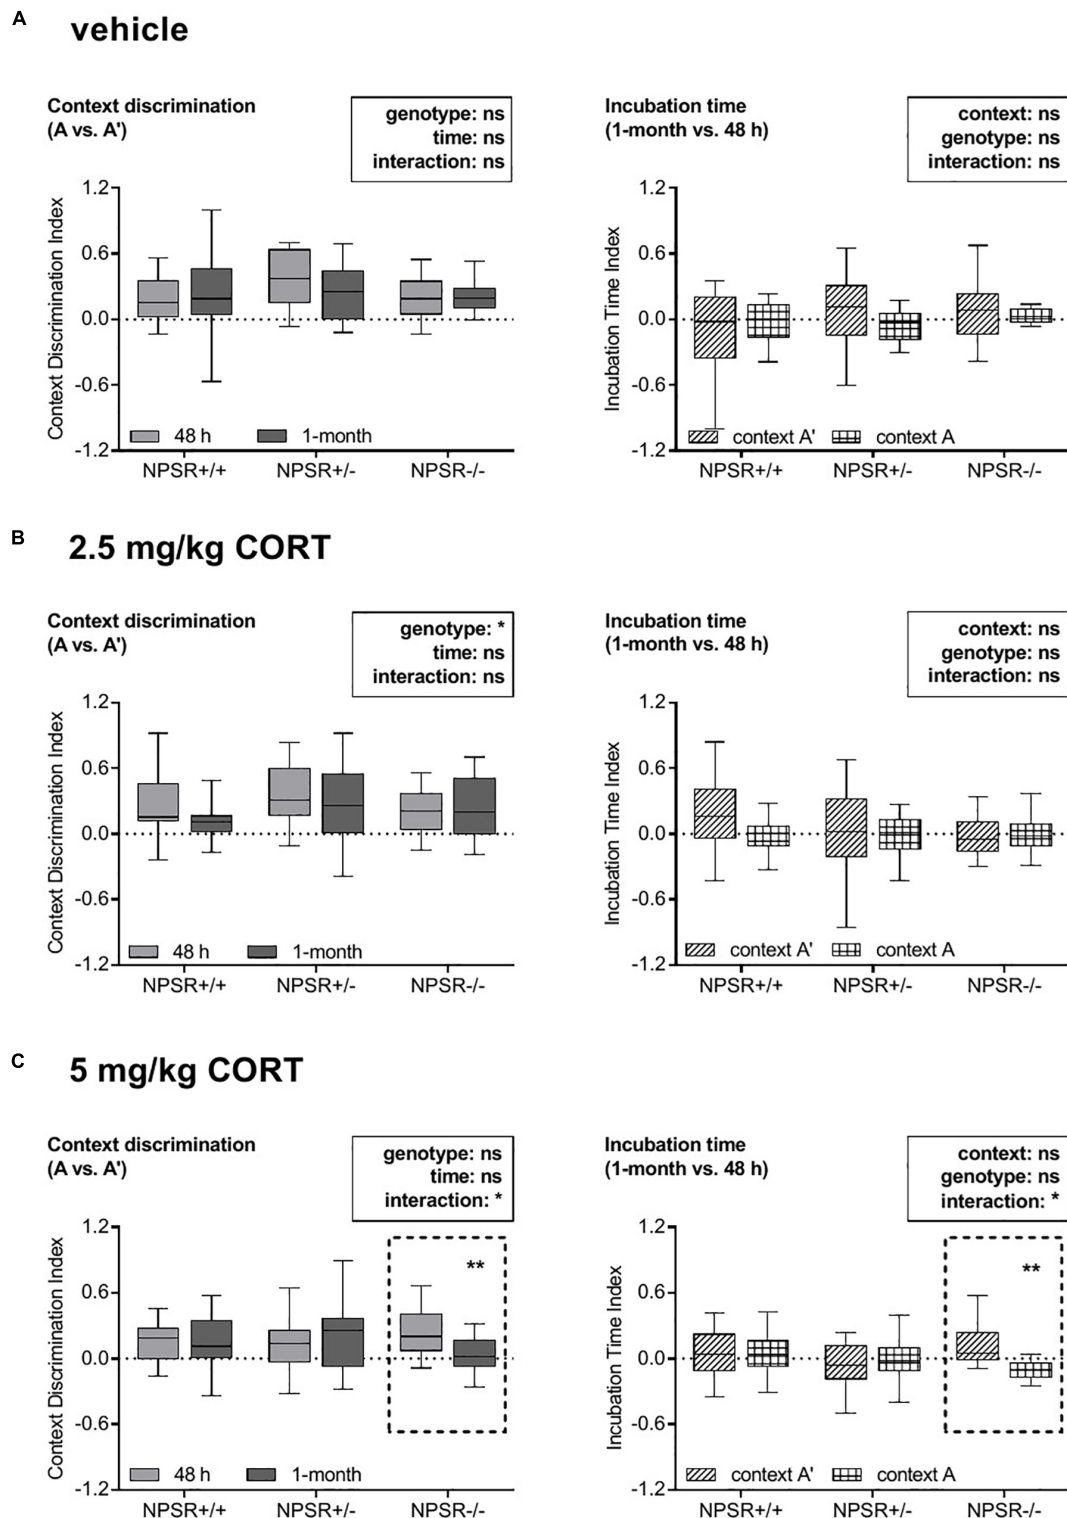 A
vehicle
Context discrimination
(A vs. A')
genotype: ns
time: ns
interaction: ns
Context Discrimination Index
1.2
0.6
0.0
-0.6
-1.2
48 h
1-month
NPSR+/+
NPSR+/-
NPSR-/-
Incubation time
(1-month vs. 48 h)
context: ns
genotype: ns
interaction: ns
Incubation Time Index
1.2
0.6
0.0
-0.6
-1.2
context A'
context A
NPSR+/+
NPSR+/-
NPSR-/-
B
2.5 mg/kg CORT
Context discrimination
(A vs. A')
genotype: *
time: ns
interaction: ns
Context Discrimination Index
1.2
0.6
0.0
-0.6
-1.2
48 h
1-month
NPSR+/+
NPSR+/-
NPSR-/-
Incubation time
(1-month vs. 48 h)
context: ns
genotype: ns
interaction: ns
Incubation Time Index
1.2
0.6
0.0
-0.6
-1.2
context A'
context A
NPSR+/+
NPSR+/-
NPSR-/-
C
5 mg/kg CORT
Context discrimination
(A vs. A')
genotype: ns
time: ns
interaction: *
Context Discrimination Index
1.2
0.6
0.0
-0.6
-1.2
**
48 h
1-month
NPSR+/+
NPSR+/-
NPSR-/-
Incubation time
(1-month vs. 48 h)
context: ns
genotype: ns
interaction: *
Incubation Time Index
1.2
0.6
0.0
-0.6
-1.2
**
context A'
context A
NPSR+/+
NPSR+/-
NPSR-/-